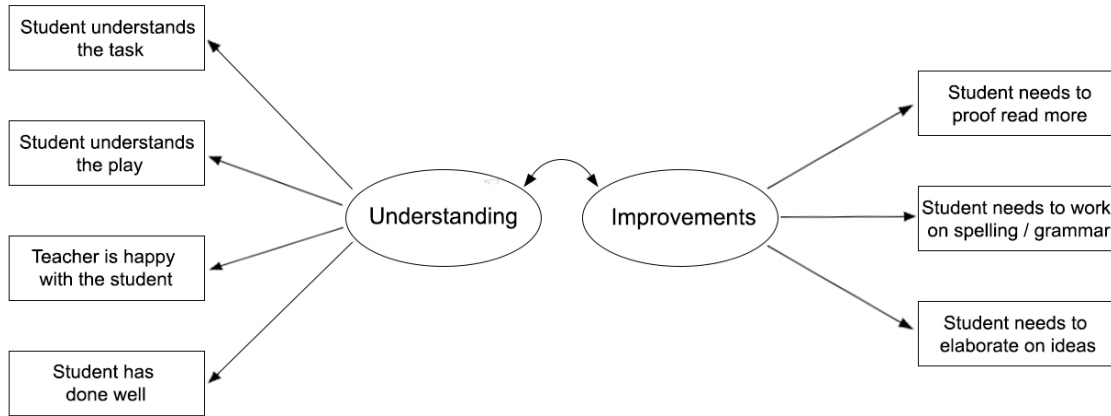 Student understands
the task
Student understands
the play
Teacher is happy
with the student
Student has
done well
Understanding
Improvements
Student needs to
proof read more
Student needs to work
on spelling / grammar
Student needs to
elaborate on ideas